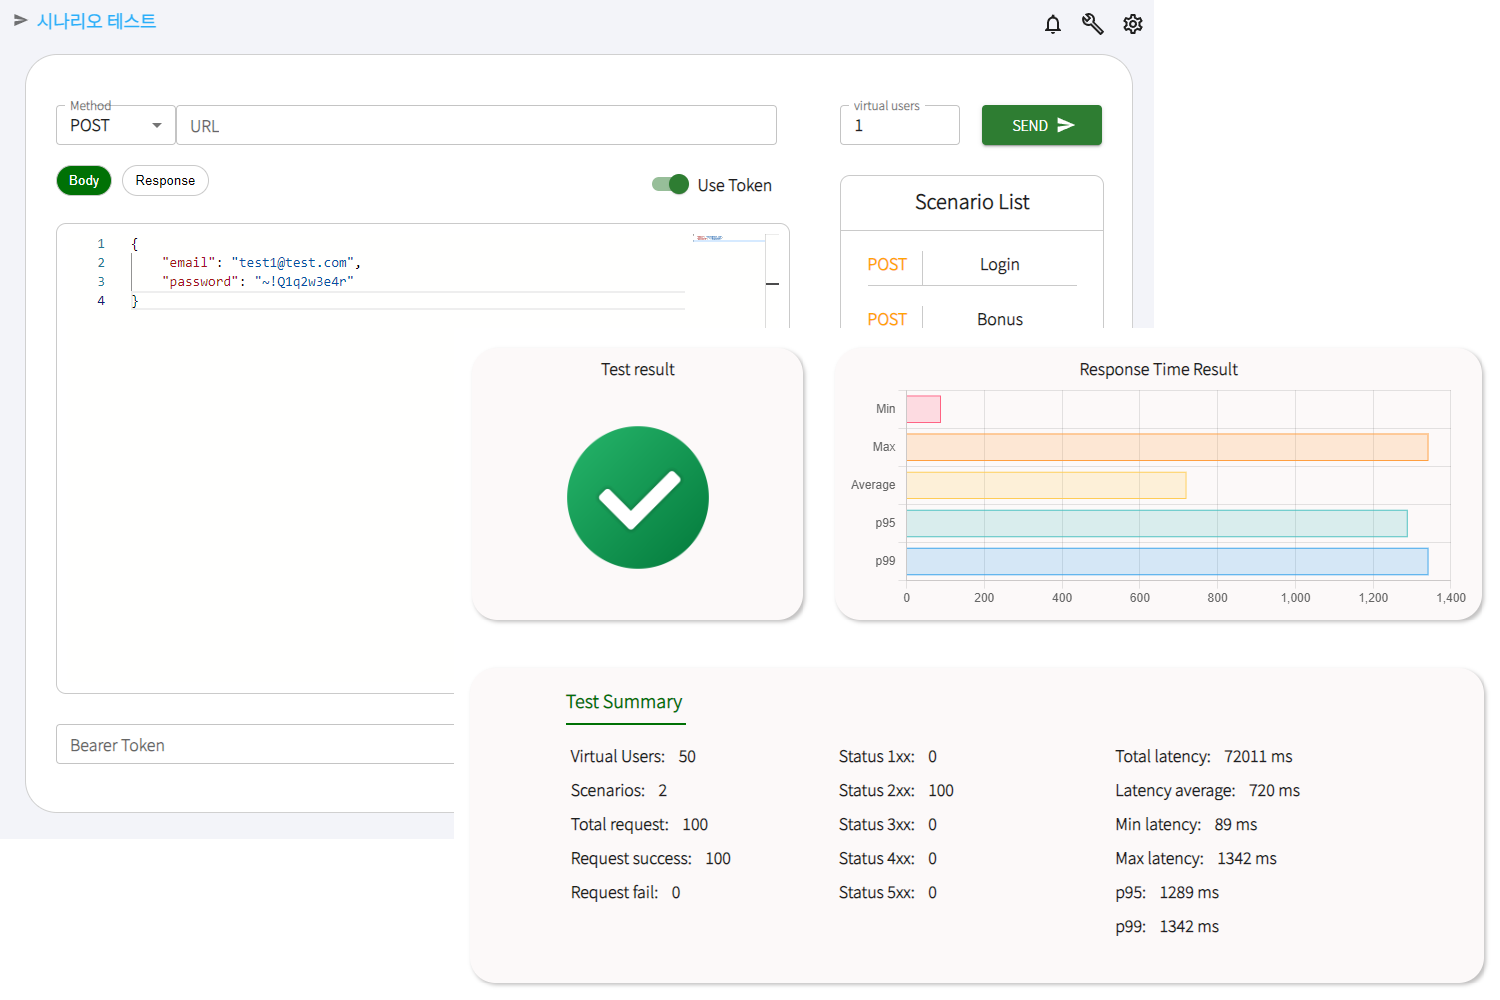 시나리오 테스트
Method
POST
URL
virtual users
1
SEND
Body
Response
Use Token
1 {
2 "email": "test1@test.com",
3 "password": "~!Q1q2w3e4r"
4 }
Scenario List
POST Login
POST Bonus
Bearer Token
Test result
Response Time Result
Min
Max
Average
p95
p99
0 200 400 600 800 1,000 1,200 1,400
Test Summary
Virtual Users: 50
Scenarios: 2
Total request: 100
Request success: 100
Request fail: 0
Status 1xx: 0
Status 2xx: 100
Status 3xx: 0
Status 4xx: 0
Status 5xx: 0
Total latency: 72011 ms
Latency average: 720 ms
Min latency: 89 ms
Max latency: 1342 ms
p95: 1289 ms
p99: 1342 ms